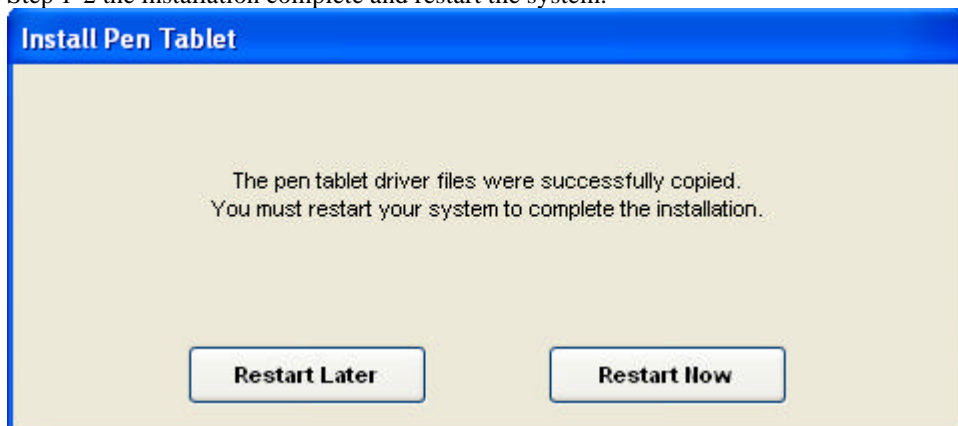 Step 1-2 the installation complete and restart the system.
Install Pen Tablet
The pen tablet driver files were successfully copied.
You must restart your system to complete the installation.
Restart Later
Restart Now